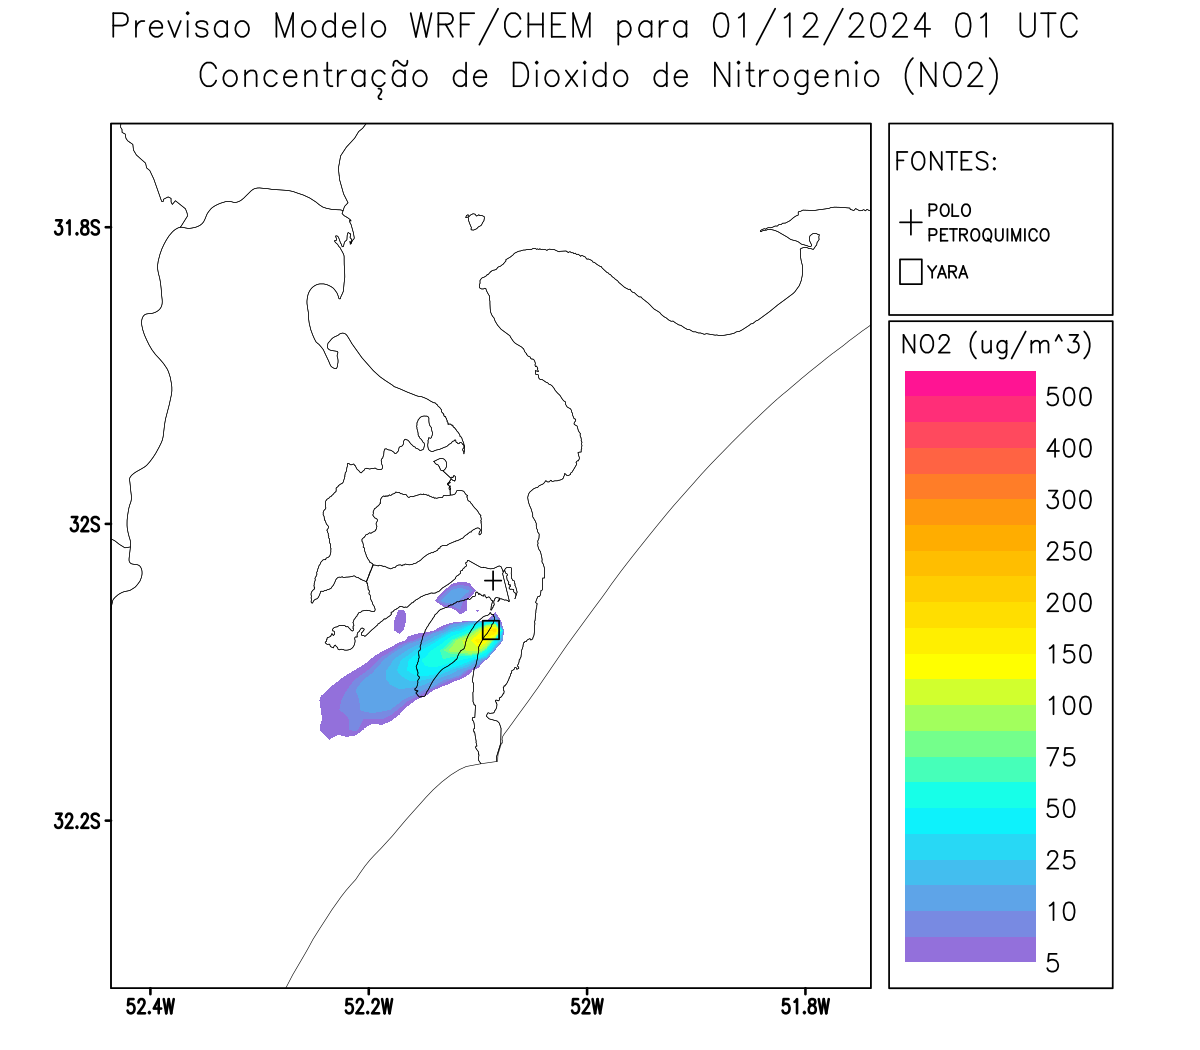 Previsao Modelo WRF/CHEM para 01/12/2024 01 UTC
Concentração de Dioxido de Nitrogenio (NO2)
FONTES:
POLO
PETROQUIMICO
YARA
NO2 (ug/m^3)
500
400
300
250
200
150
100
75
50
25
10
5
31.8S
32S
32.2S
52.4W
52.2W
52W
51.8W